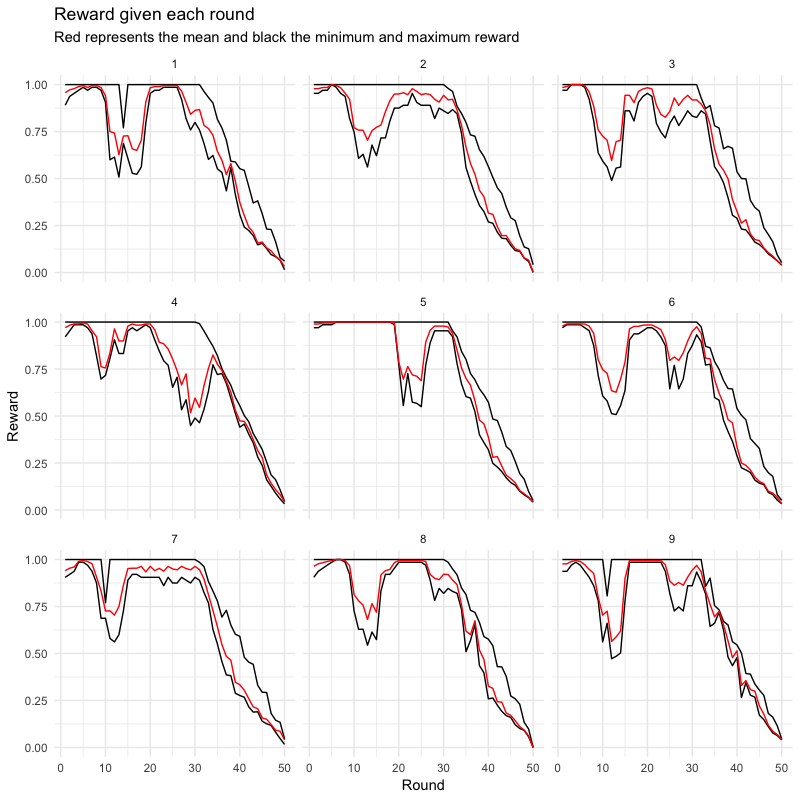 Reward given each round
Red represents the mean and black the minimum and maximum reward
1 2 3
1.00
0.75
0.50
0.25
0.00
4 5 6
1.00
0.75
0.50
0.25
0.00
Reward
7 8 9
1.00
0.75
0.50
0.25
0.00
0 10 20 30 40 50 0 10 20 30 40 50 0 10 20 30 40 50
Round